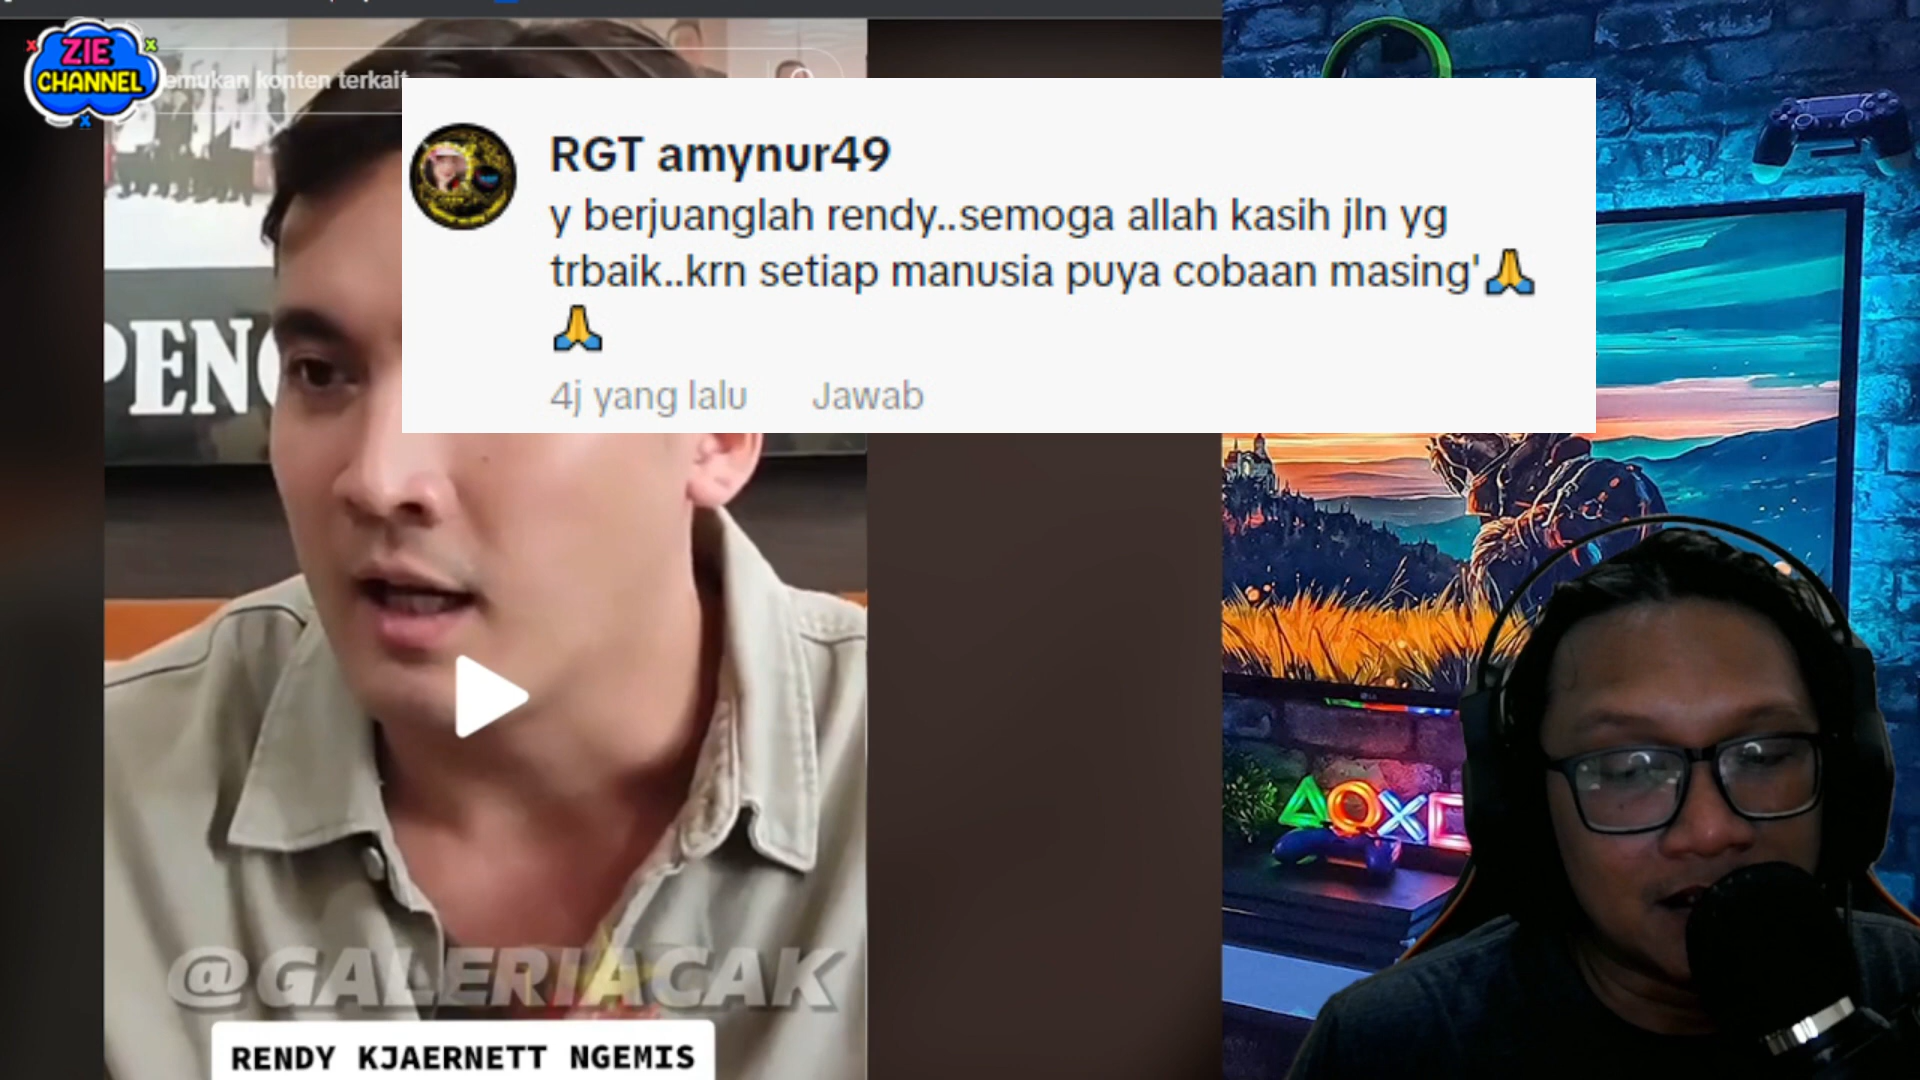 ZIE
CHANNEL
emukan konten terkait
RGT amynur49
y berjuanglah rendy..semoga allah kasih jln yg
trbaik..krn setiap manusia puya cobaan masing'🙏
🙏
4j yang lalu Jawab
PENG
@GALERIACAK
RENDY KJAERNETT NGEMIS